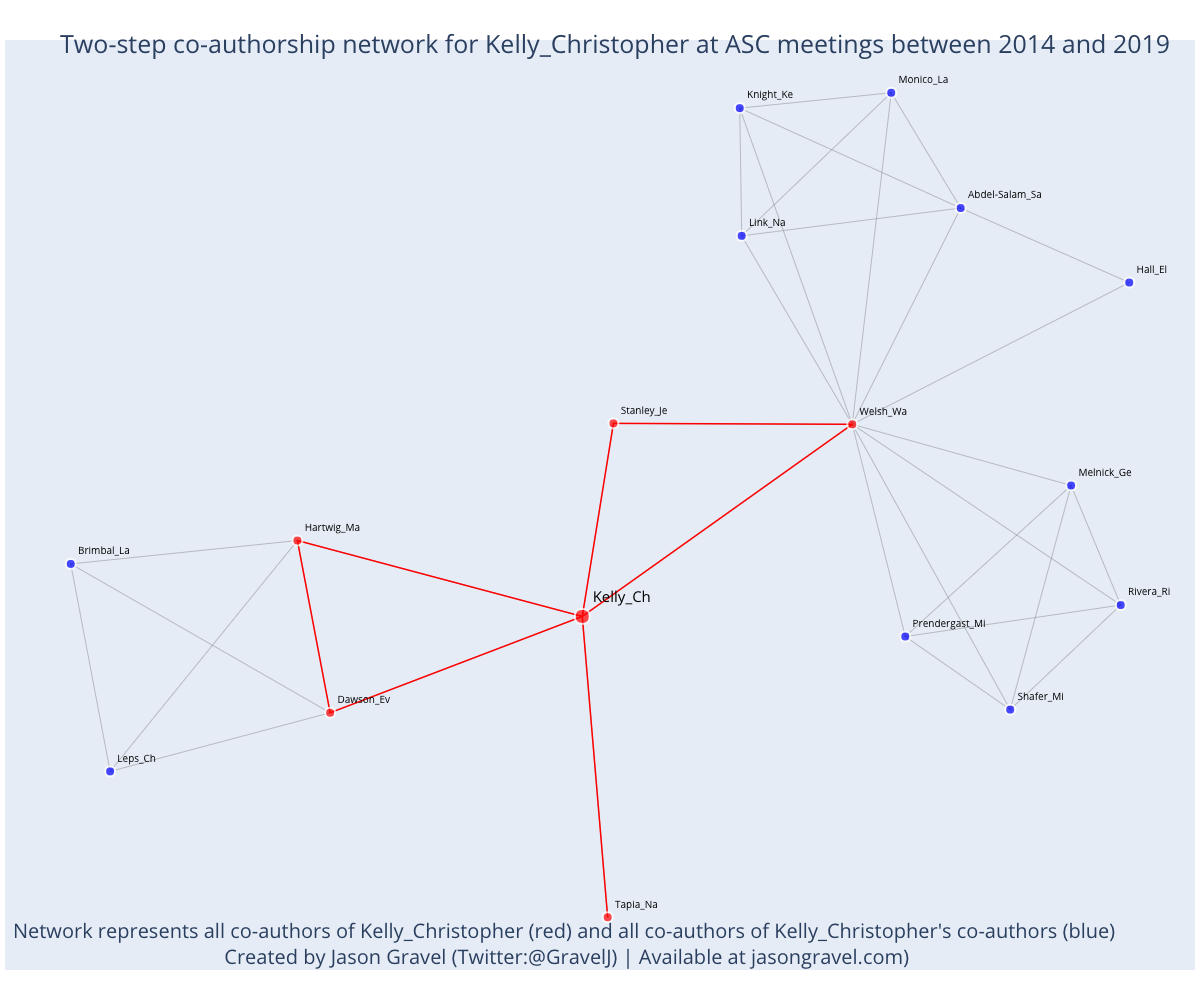 Two-step co-authorship network for Kelly_Christopher at ASC meetings between 2014 and 2019
Monico_La
Knight_Ke
Abdel-Salam_Sa
Link_Na
Hall_El
Stanley_Je
Welsh_Wa
Melnick_Ge
Hartwig_Ma
Brimbal_La
Kelly_Ch
Rivera_Ri
Prendergast_Mi
Dawson_Ev
Shafer_Mi
Leps_Ch
Tapia_Na
Network represents all co-authors of Kelly_Christopher (red) and all co-authors of Kelly_Christopher's co-authors (blue)
Created by Jason Gravel (Twitter:@GravelJ) | Available at jasongravel.com)